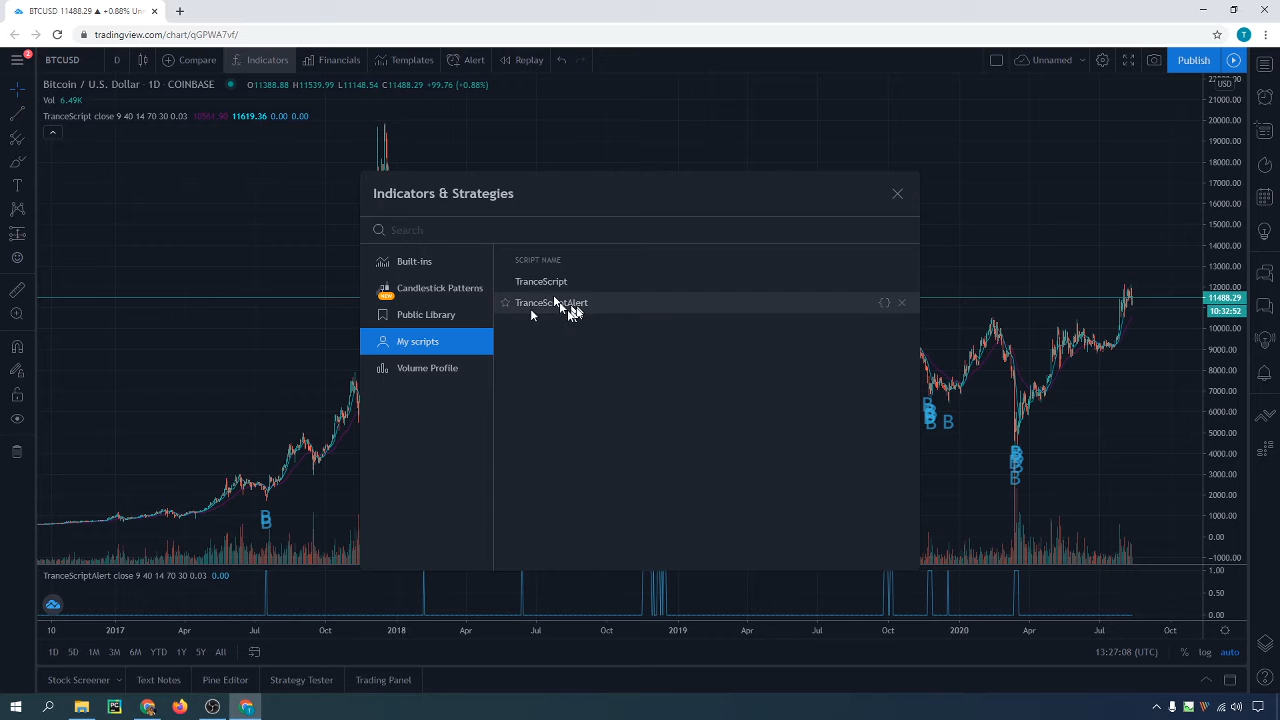 BTCUSD 11488.29 ▲ +0.88% Un
tradingview.com/chart/qGPWA7vf/
T
2
BTCUSD D Compare Indicators Financials Templates Alert Replay Unnamed Publish
Bitcoin / U.S. Dollar · 1D · COINBASE O11388.88 H11539.99 L11148.54 C11488.29 +99.76 (+0.88%)
Vol 6.49K
TranceScript close 9 40 14 70 30 0.03 10561.90 11619.36 0.00 0.00
USD
21000.00
20000.00
19000.00
18000.00
17000.00
16000.00
15000.00
14000.00
13000.00
12000.00
11488.29
10:32:52
10000.00
9000.00
8000.00
7000.00
6000.00
5000.00
4000.00
3000.00
2000.00
1000.00
0.00
−1000.00
Indicators & Strategies
Search
Built-ins
NEW
Candlestick Patterns
Public Library
My scripts
Volume Profile
SCRIPT NAME
TranceScript
TranceScriptAlert
{}
B
B
B
B
B
B
B
TranceScriptAlert close 9 40 14 70 30 0.03 0.00
1.00
0.50
0.00
10 2017 Apr Jul Oct 2018 Apr Jul Oct 2019 Apr Jul Oct 2020 Apr Jul Oct
1D 5D 1M 3M 6M YTD 1Y 5Y All 13:27:08 (UTC) % log auto
Stock Screener Text Notes Pine Editor Strategy Tester Trading Panel